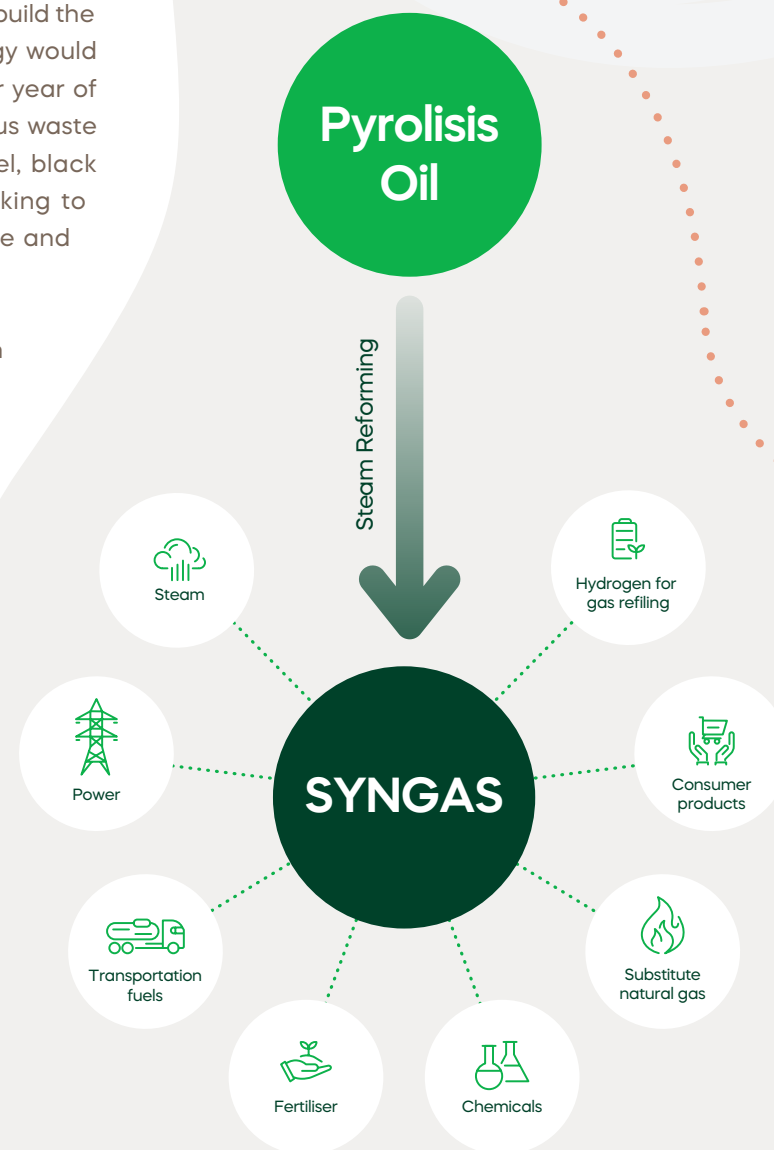 build the
gy would
r year of
us waste
el, black
king to
e and
Pyrolisis
Oil
Steam Reforming
Steam
Hydrogen for
gas refiling
Power
SYNGAS
Consumer
products
Transportation
fuels
Substitute
natural gas
Fertiliser
Chemicals